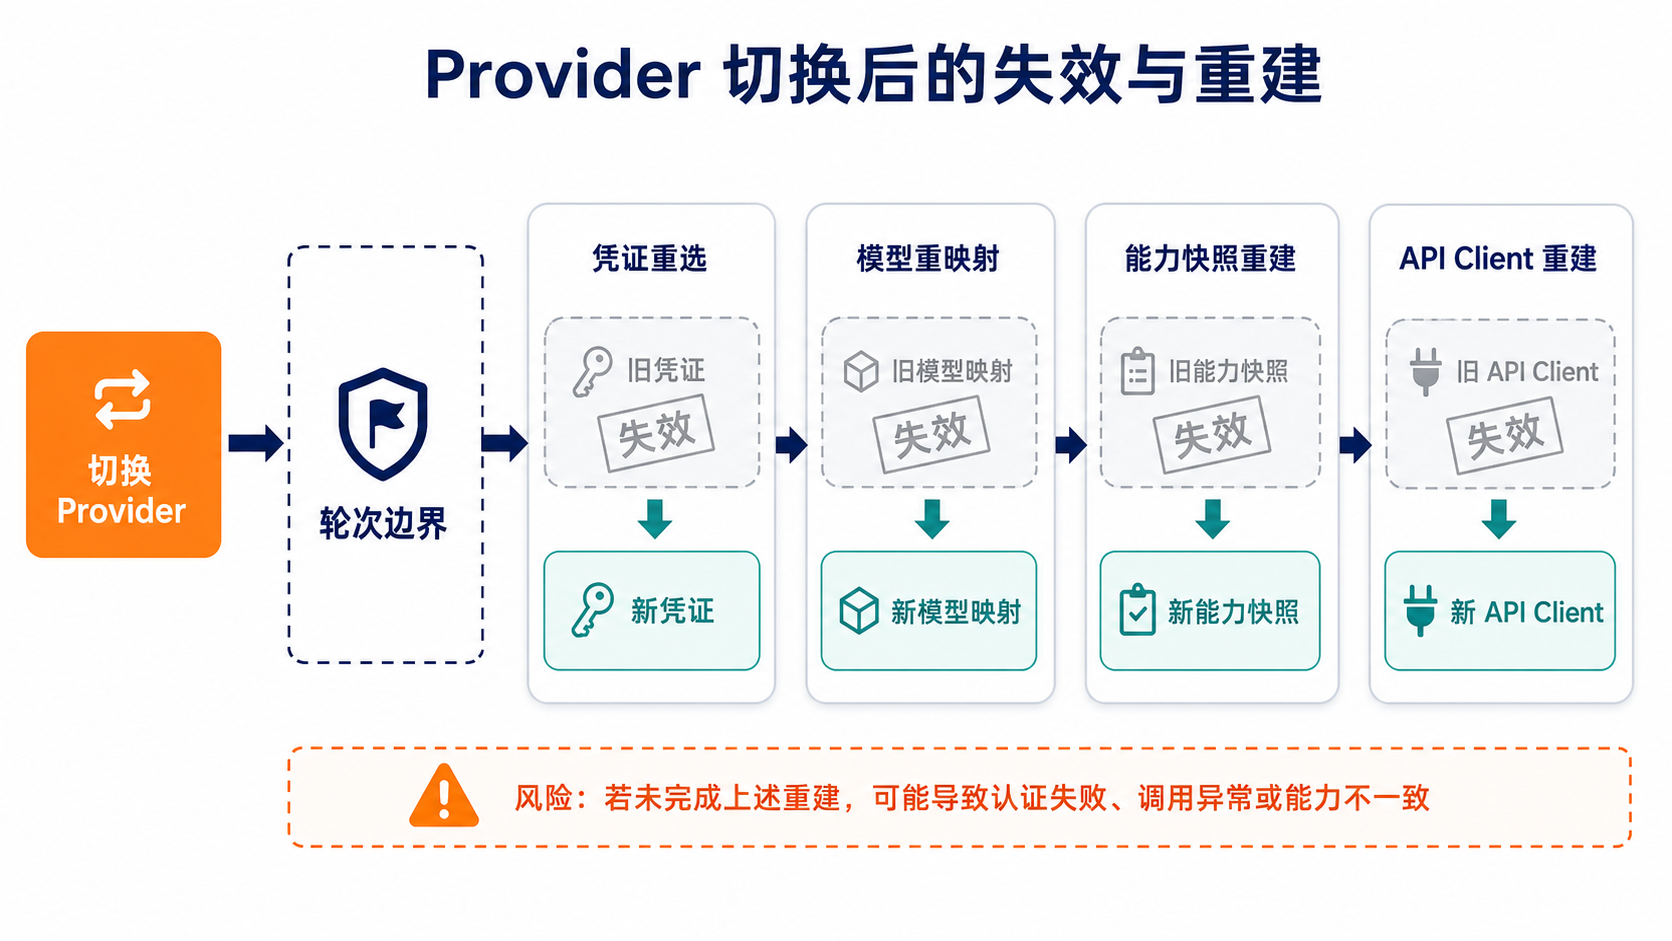 Provider 切换后的失效与重建
切换
Provider
轮次边界
凭证重选
旧凭证
失效
新凭证
模型重映射
旧模型映射
失效
新模型映射
能力快照重建
旧能力快照
失效
新能力快照
API Client 重建
旧 API Client
失效
新 API Client
风险：若未完成上述重建，可能导致认证失败、调用异常或能力不一致